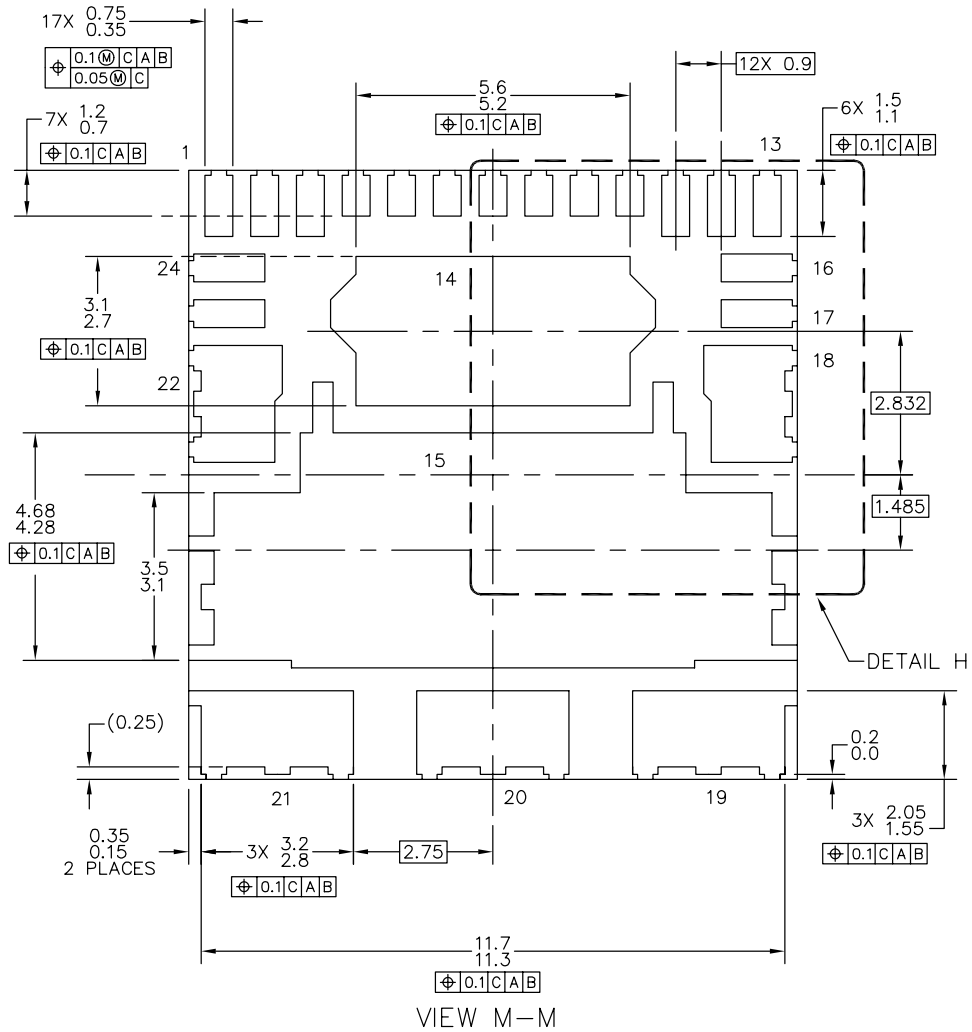 17X 0.75
0.35
⌖ 0.1Ⓜ C A B
0.05Ⓜ C
12X 0.9
5.6
5.2
⌖ 0.1 C A B
7X 1.2
0.7
⌖ 0.1 C A B
6X 1.5
1.1
⌖ 0.1 C A B
1
13
24
14
16
3.1
2.7
⌖ 0.1 C A B
17
22
18
2.832
15
4.68
4.28
⌖ 0.1 C A B
1.485
3.5
3.1
DETAIL H
(0.25)
0.2
0.0
21
20
19
3X 2.05
1.55
⌖ 0.1 C A B
0.35
0.15
2 PLACES
3X 3.2
2.8
⌖ 0.1 C A B
2.75
11.7
11.3
⌖ 0.1 C A B
VIEW M-M